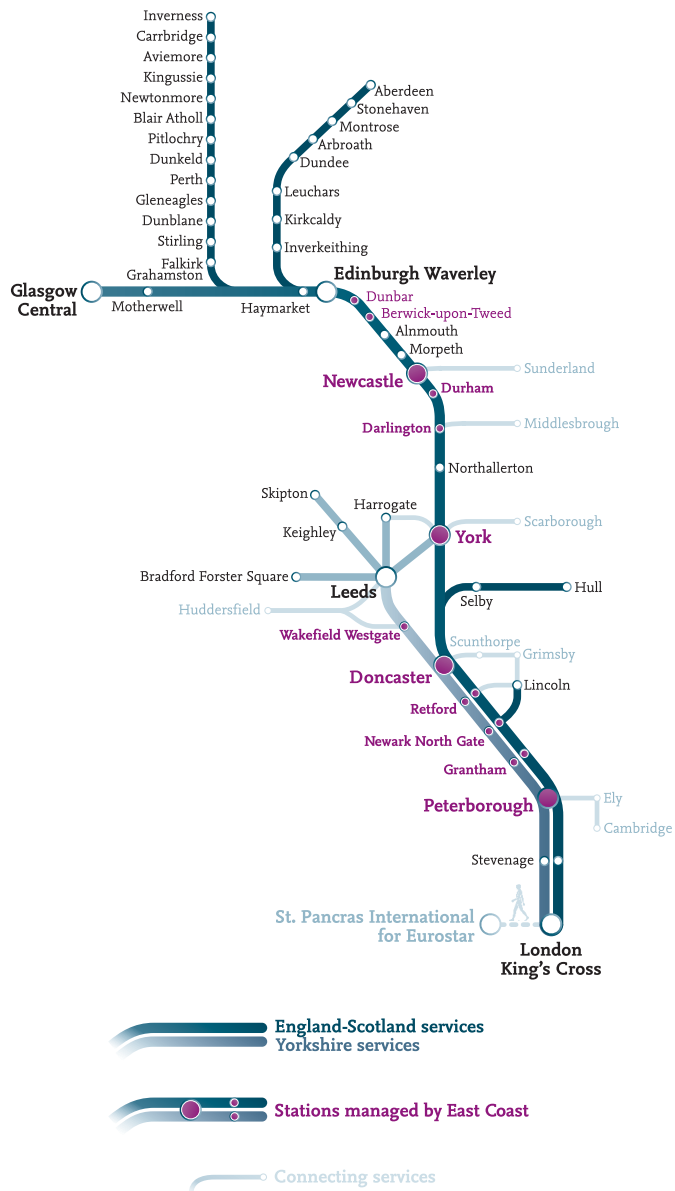 Inverness
Carrbridge
Aviemore
Kingussie
Newtonmore
Blair Atholl
Pitlochry
Dunkeld
Perth
Gleneagles
Dunblane
Stirling
Falkirk
Grahamston
Aberdeen
Stonehaven
Montrose
Arbroath
Dundee
Leuchars
Kirkcaldy
Inverkeithing
Edinburgh Waverley
Glasgow
Central
Motherwell
Haymarket
Dunbar
Berwick-upon-Tweed
Alnmouth
Morpeth
Sunderland
Newcastle
Durham
Middlesbrough
Darlington
Northallerton
Skipton
Harrogate
Keighley
Scarborough
York
Bradford Forster Square
Leeds
Hull
Selby
Huddersfield
Wakefield Westgate
Scunthorpe
Grimsby
Doncaster
Lincoln
Retford
Newark North Gate
Grantham
Peterborough
Ely
Cambridge
Stevenage
St. Pancras International
for Eurostar
London
King's Cross
England-Scotland services
Yorkshire services
Stations managed by East Coast
Connecting services